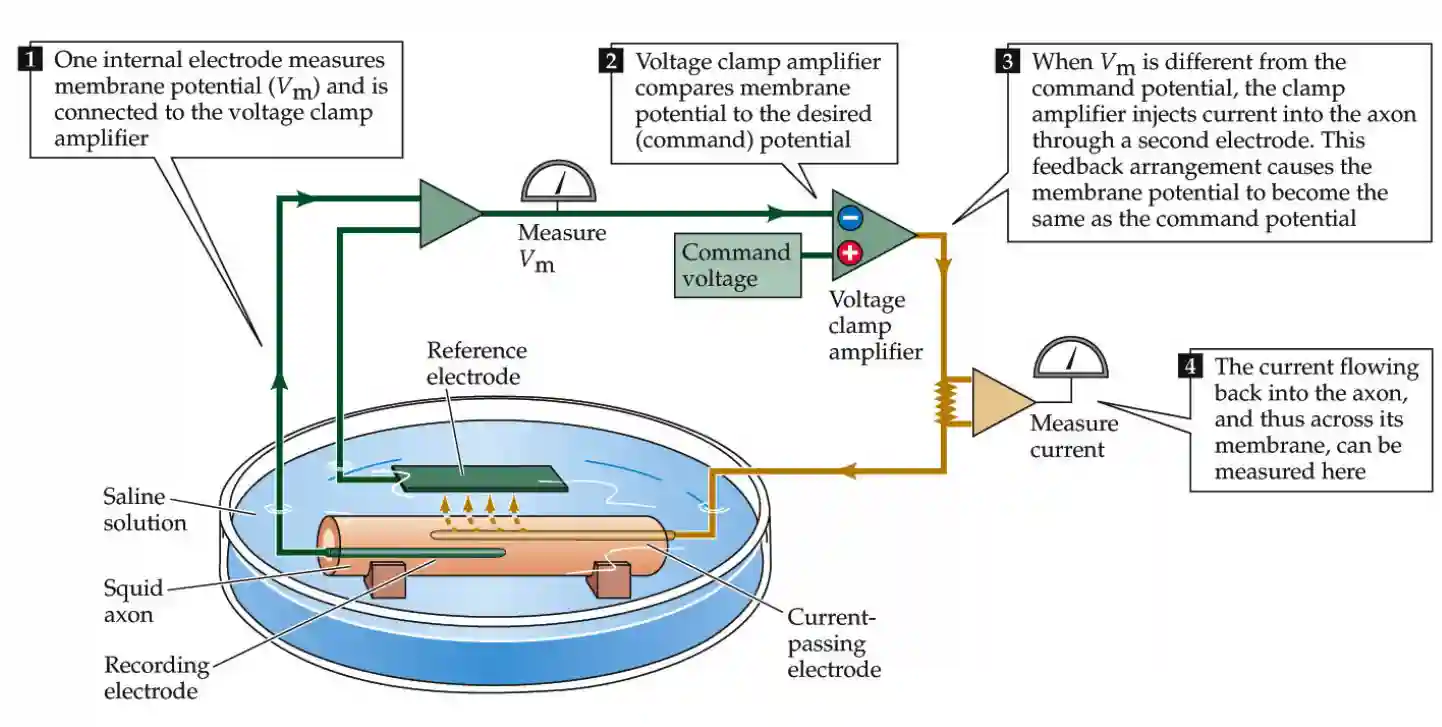 1 One internal electrode measures
membrane potential (Vm) and is
connected to the voltage clamp
amplifier
2 Voltage clamp amplifier
compares membrane
potential to the desired
(command) potential
3 When Vm is different from the
command potential, the clamp
amplifier injects current into the axon
through a second electrode. This
feedback arrangement causes the
membrane potential to become the
same as the command potential
Measure
Vm
Command
voltage
−
+
Voltage
clamp
amplifier
Reference
electrode
Measure
current
4 The current flowing
back into the axon,
and thus across its
membrane, can be
measured here
Saline
solution
Squid
axon
Recording
electrode
Current-
passing
electrode